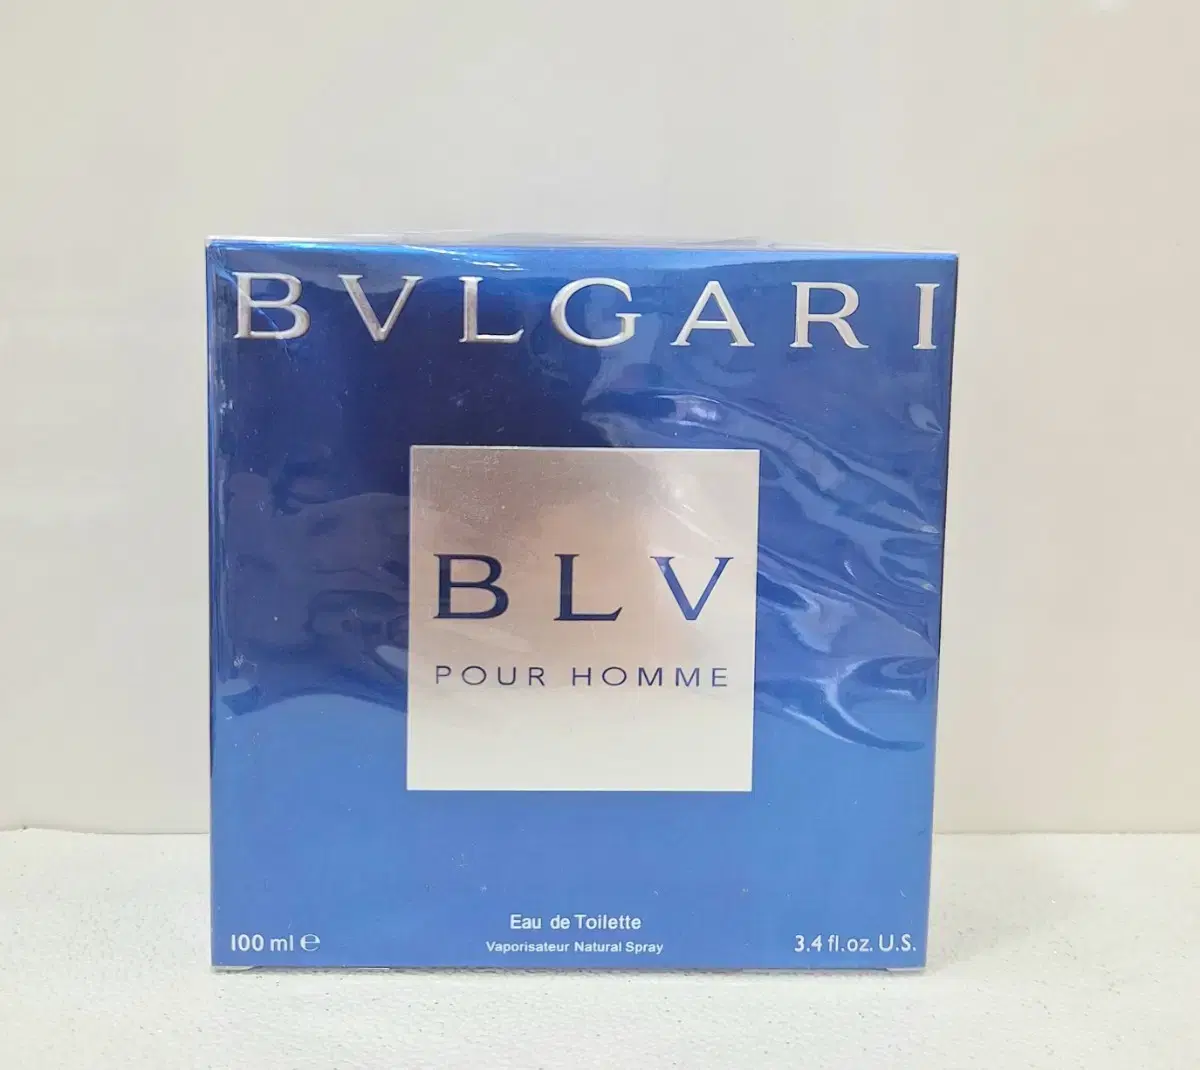 BVLGARI
BLV
POUR HOMME
Eau de Toilette
Vaporisateur Natural Spray
100 ml ℮
3.4 fl.oz. U.S.